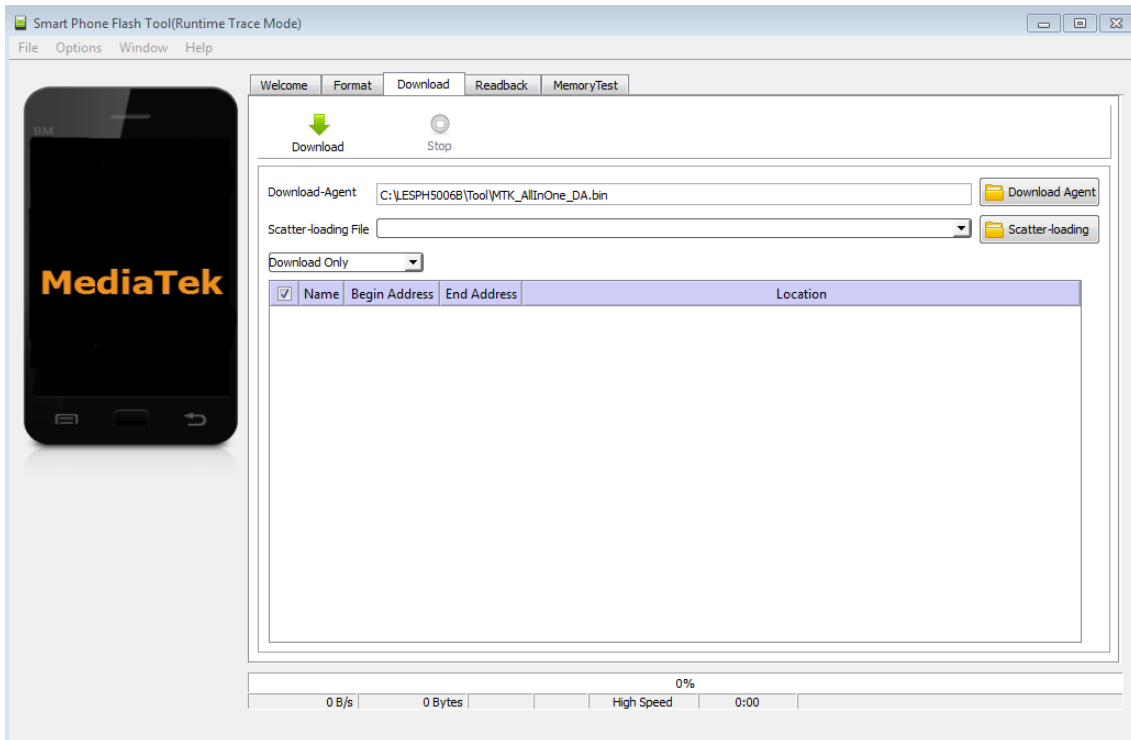 Smart Phone Flash Tool(Runtime Trace Mode)
File Options Window Help
Welcome Format Download Readback MemoryTest
BM
Download Stop
Download-Agent C:\LESPH5006B\Tool\MTK_AllInOne_DA.bin Download Agent
Scatter-loading File Scatter-loading
Download Only
MediaTek
Name Begin Address End Address Location
0%
0 B/s 0 Bytes High Speed 0:00